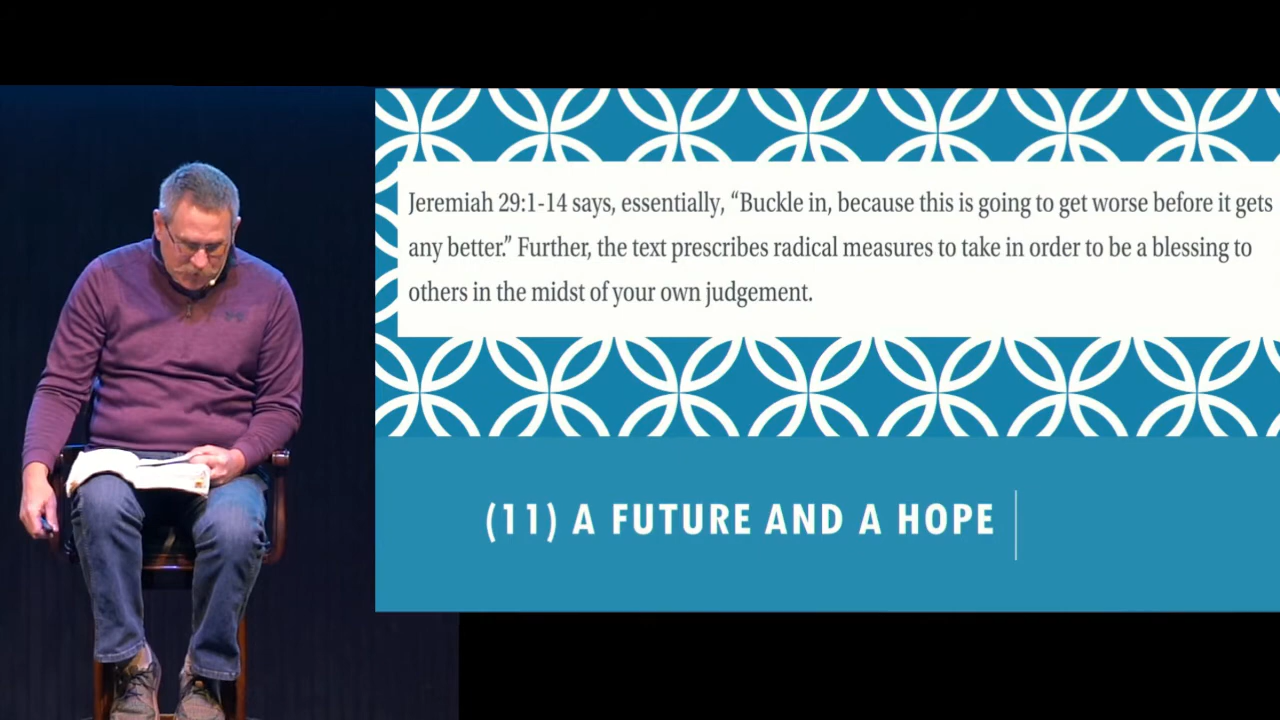 Jeremiah 29:1-14 says, essentially, “Buckle in, because this is going to get worse before it gets
any better.” Further, the text prescribes radical measures to take in order to be a blessing to
others in the midst of your own judgement.
(11) A FUTURE AND A HOPE